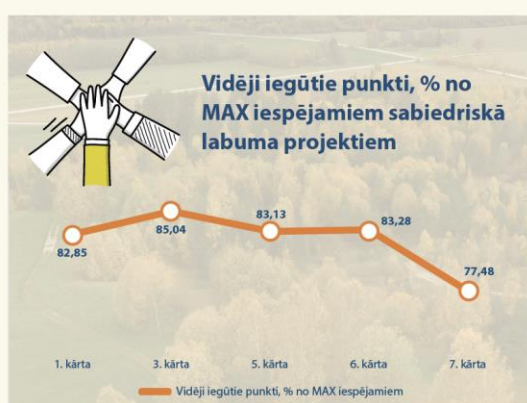 Vidēji iegūtie punkti, % no
MAX iespējamiem sabiedriskā
labuma projektiem
82,85
85,04
83,13
83,28
77,48
1. kārta
3. kārta
5. kārta
6. kārta
7. kārta
Vidēji iegūtie punkti, % no MAX iespējamiem